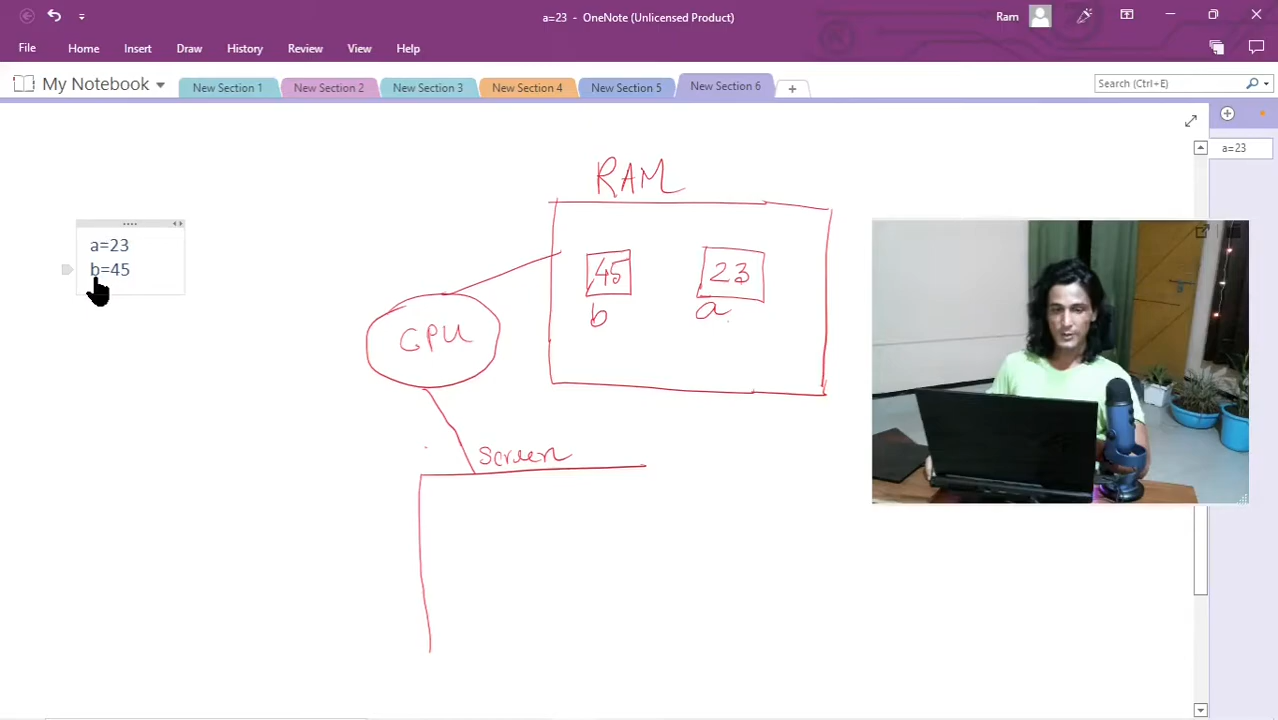 a=23 - OneNote (Unlicensed Product)
Ram
File Home Insert Draw History Review View Help
My Notebook New Section 1 New Section 2 New Section 3 New Section 4 New Section 5 New Section 6
Search (Ctrl+E)
a=23
RAM
a=23
b=45
45 23
b a
CPU
Screen